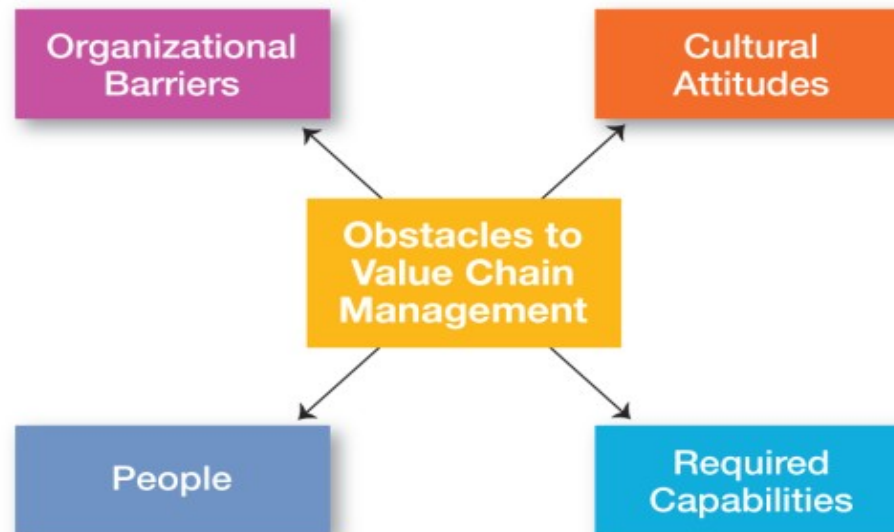 Organizational
Barriers
Cultural
Attitudes
Obstacles to
Value Chain
Management
People
Required
Capabilities